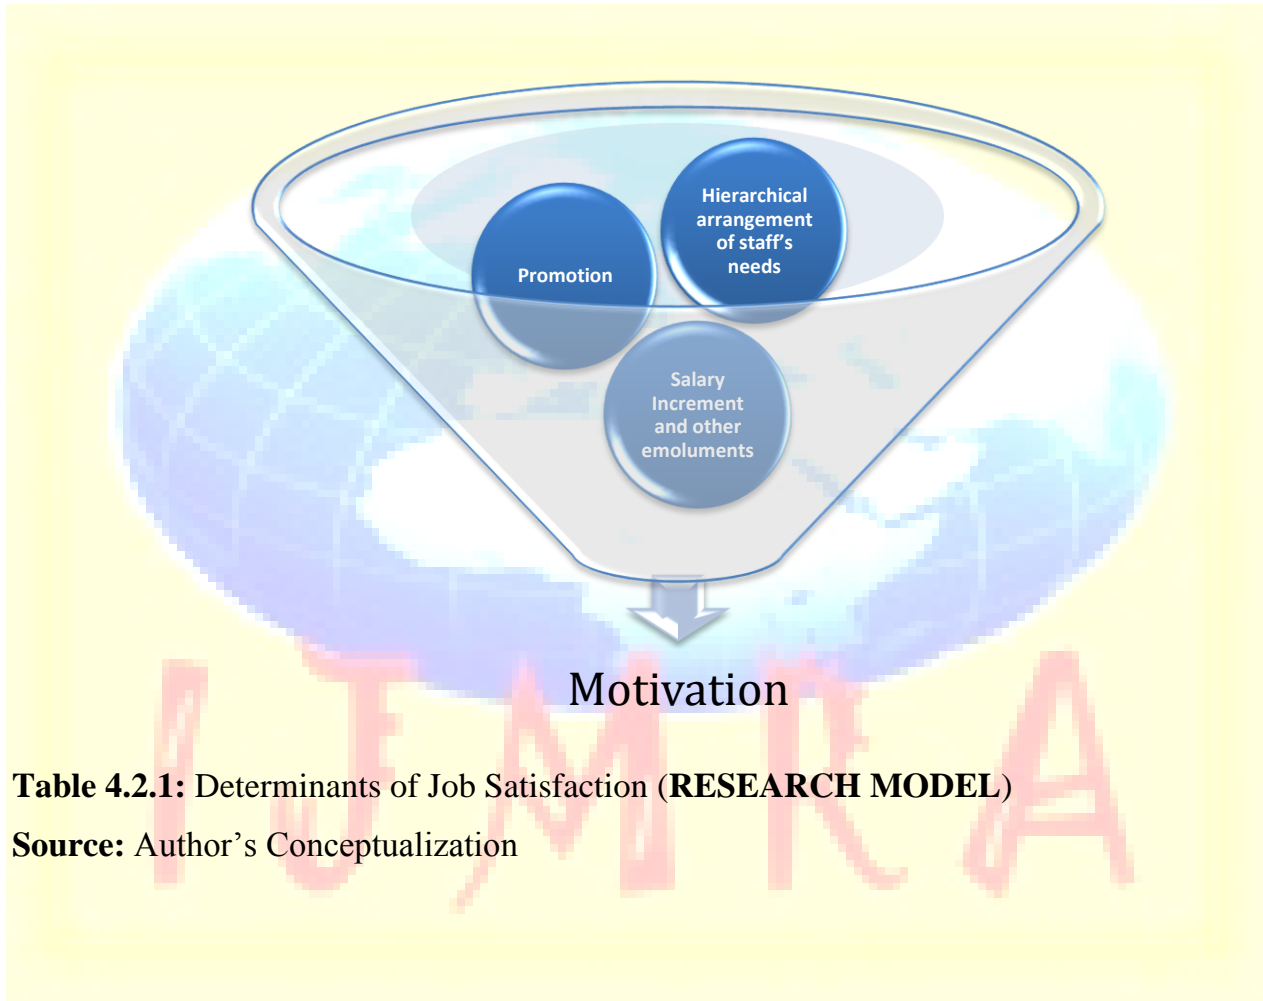 Hierarchical
arrangement
of staff’s
needs
Promotion
Salary
Increment
and other
emoluments
Motivation
IJMRA
Table 4.2.1: Determinants of Job Satisfaction (RESEARCH MODEL)
Source: Author’s Conceptualization